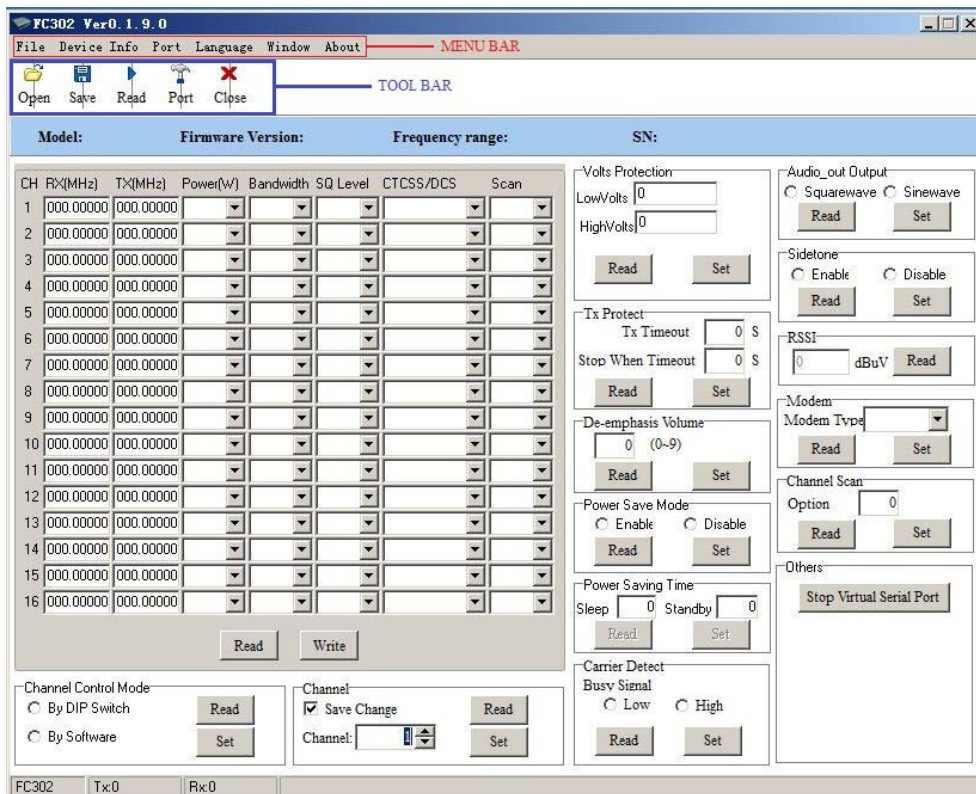 FC302 Ver0.1.9.0
File Device Info Port Language Window About
MENU BAR
Open Save Read Port Close
TOOL BAR
Model: Firmware Version: Frequency range: SN:
CH RX(MHz) TX(MHz) Power(W) Bandwidth SQ Level CTCSS/DCS Scan
1 000.00000 000.00000
2 000.00000 000.00000
3 000.00000 000.00000
4 000.00000 000.00000
5 000.00000 000.00000
6 000.00000 000.00000
7 000.00000 000.00000
8 000.00000 000.00000
9 000.00000 000.00000
10 000.00000 000.00000
11 000.00000 000.00000
12 000.00000 000.00000
13 000.00000 000.00000
14 000.00000 000.00000
15 000.00000 000.00000
16 000.00000 000.00000
Read Write
Channel Control Mode
By DIP Switch Read
By Software Set
Channel
Save Change Read
Channel: 1 Set
Volts Protection
LowVolts 0
HighVolts 0
Read Set
Tx Protect
Tx Timeout 0 S
Stop When Timeout 0 S
Read Set
De-emphasis Volume
0 (0~9)
Read Set
Power Save Mode
Enable Disable
Read Set
Power Saving Time
Sleep 0 Standby 0
Read Set
Carrier Detect
Busy Signal
Low High
Read Set
Audio_out Output
Squarewave Sinewave
Read Set
Sidetone
Enable Disable
Read Set
RSSI
0 dBuV Read
Modem
Modem Type
Read Set
Channel Scan
Option 0
Read Set
Others
Stop Virtual Serial Port
FC302 Tx:0 Rx:0